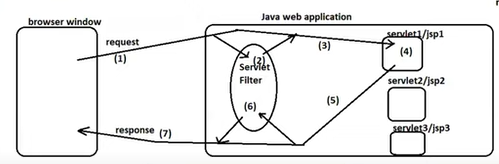 Java web application
browser window
servlet1/jsp1
request
(1)
(2)
(3)
(4)
Servlet
Filter
servlet2/jsp2
(5)
(6)
response
(7)
servlet3/jsp3